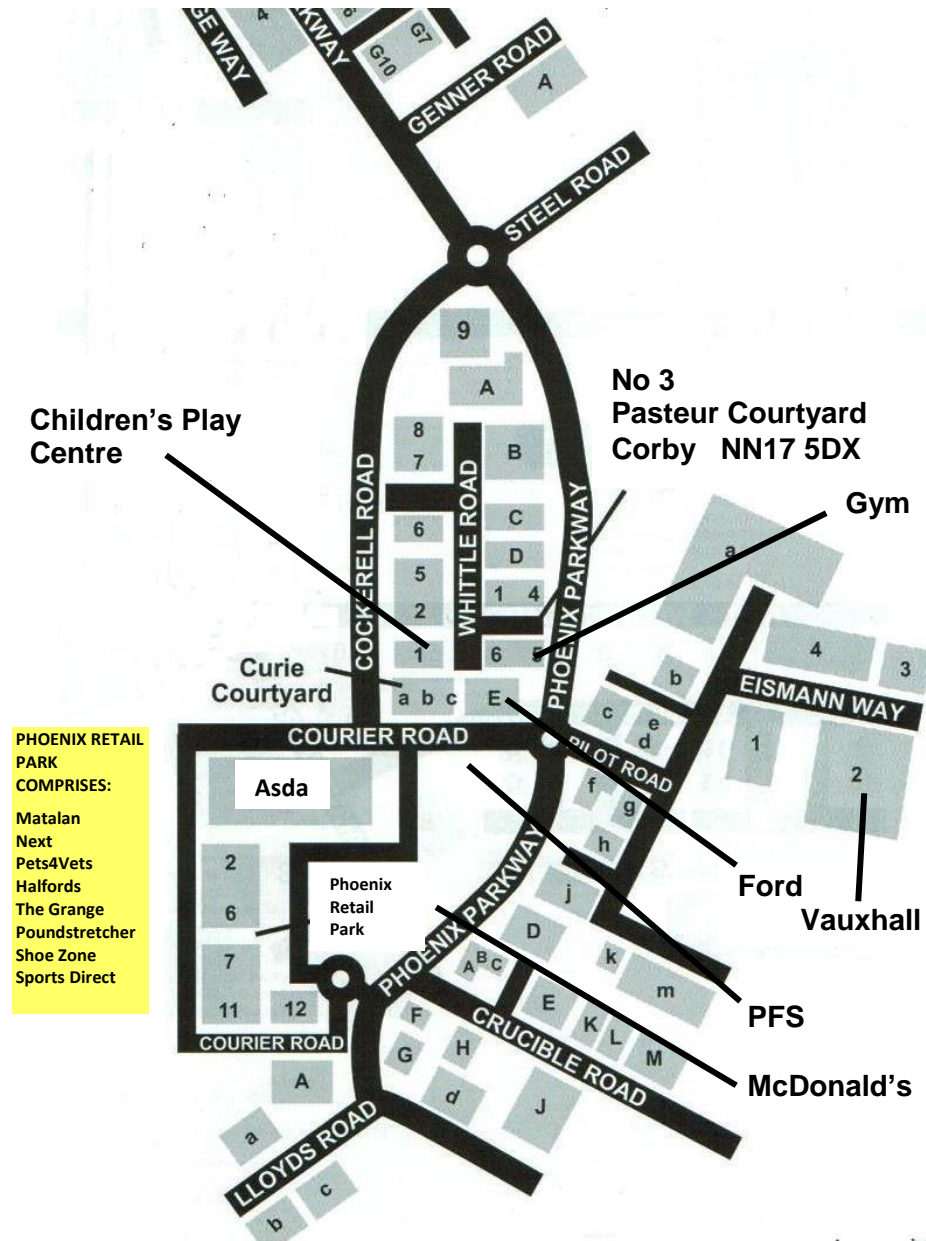 GE WAY
4
KWAY
G10
G7
GENNER ROAD
A
STEEL ROAD
9
A
No 3
Pasteur Courtyard
Corby NN17 5DX
Children's Play
Centre
Gym
8
7
B
COCKERELL ROAD
WHITTLE ROAD
PHOENIX PARKWAY
6
C
D
5
2
1 4
a
1
6 5
Curie
Courtyard
a b c
E
b
c
e
d
4
3
EISMANN WAY
1
2
COURIER ROAD
PILOT ROAD
f
g
h
PHOENIX RETAIL
PARK
COMPRISES:
Matalan
Next
Pets4Vets
Halfords
The Grange
Poundstretcher
Shoe Zone
Sports Direct
Asda
2
6
7
11
12
Phoenix
Retail
Park
PHOENIX PARKWAY
j
D
Ford
Vauxhall
A B C
k
m
E
K
L
M
PFS
COURIER ROAD
F
G
H
CRUCIBLE ROAD
McDonald's
A
d
J
a
LLOYDS ROAD
b
c